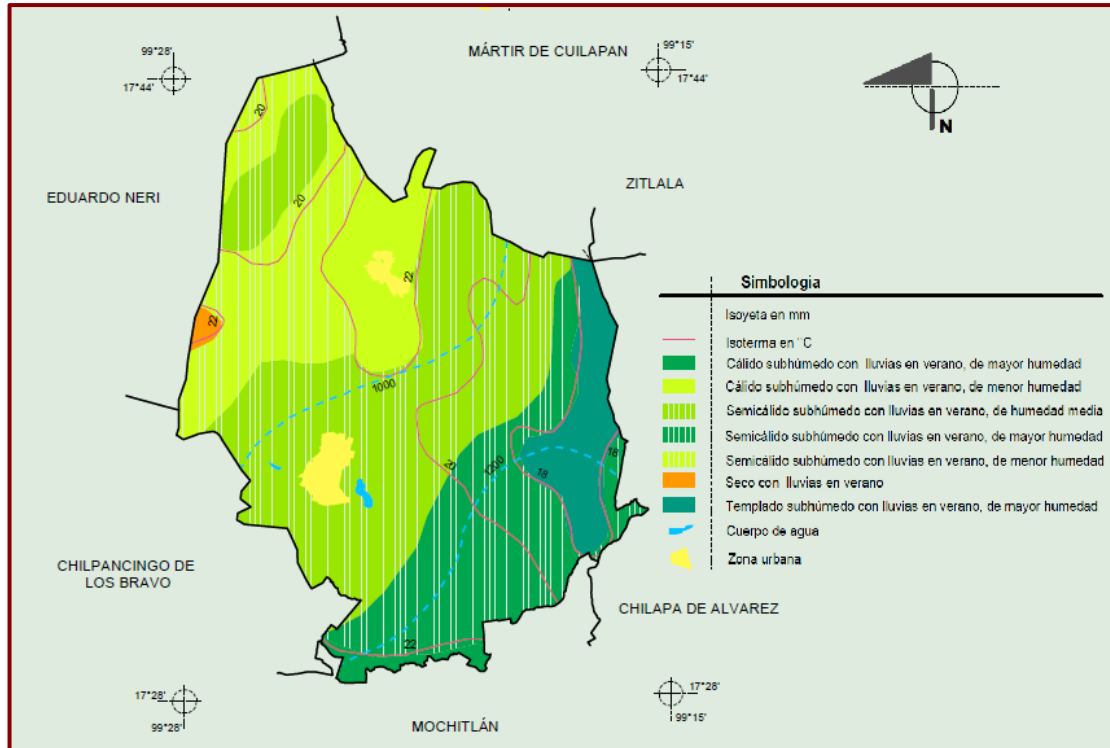 MÁRTIR DE CUILAPAN
99°28'
17°44'
99°15'
17°44'
N
EDUARDO NERI
ZITLALA
20
20
22
22
1000
20
1200
18
18
22
Simbologia
Isoyeta en mm
Isoterma en °C
Cálido subhúmedo con lluvias en verano, de mayor humedad
Cálido subhúmedo con lluvias en verano, de menor humedad
Semicálido subhúmedo con lluvias en verano, de humedad media
Semicálido subhúmedo con lluvias en verano, de mayor humedad
Semicálido subhúmedo con lluvias en verano, de menor humedad
Seco con lluvias en verano
Templado subhúmedo con lluvias en verano, de mayor humedad
Cuerpo de agua
Zona urbana
CHILPANCINGO DE
LOS BRAVO
CHILAPA DE ALVAREZ
17°28'
99°28'
17°28'
99°15'
MOCHITLÁN